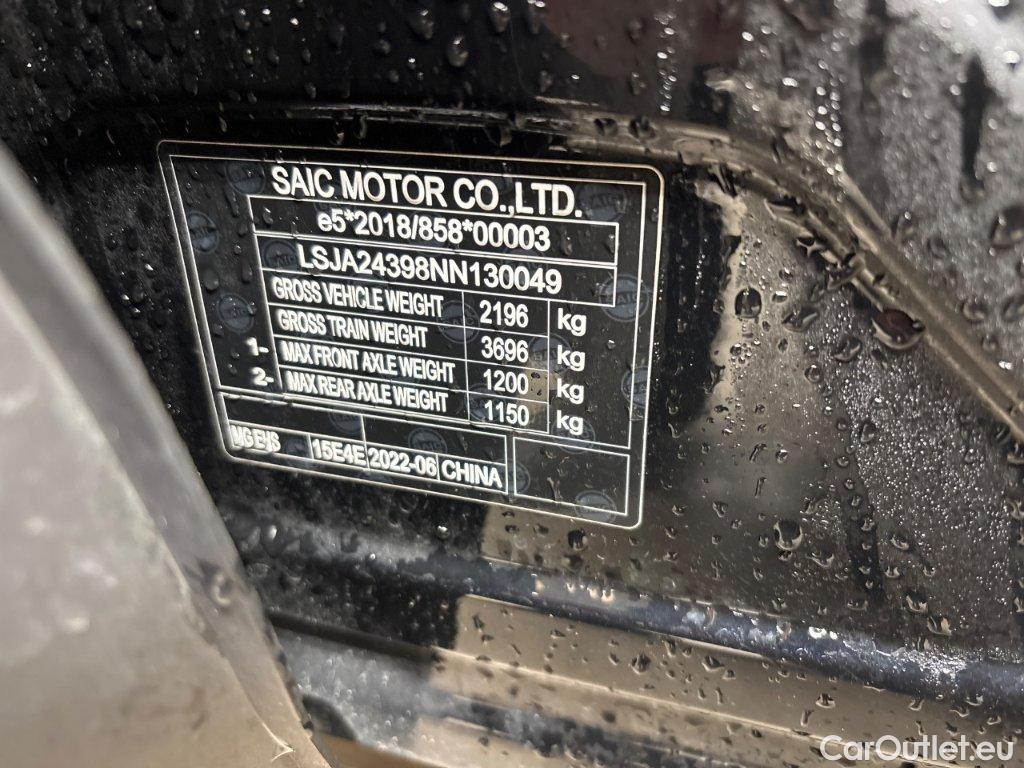 SAIC MOTOR CO.,LTD.
e5*2018/858*00003
LSJA24398NN130049
GROSS VEHICLE WEIGHT 2196 kg
GROSS TRAIN WEIGHT 3696 kg
1- MAX FRONT AXLE WEIGHT 1200 kg
2- MAX REAR AXLE WEIGHT 1150 kg
MG EHS 15E4E 2022-06 CHINA
CarOutlet.eu